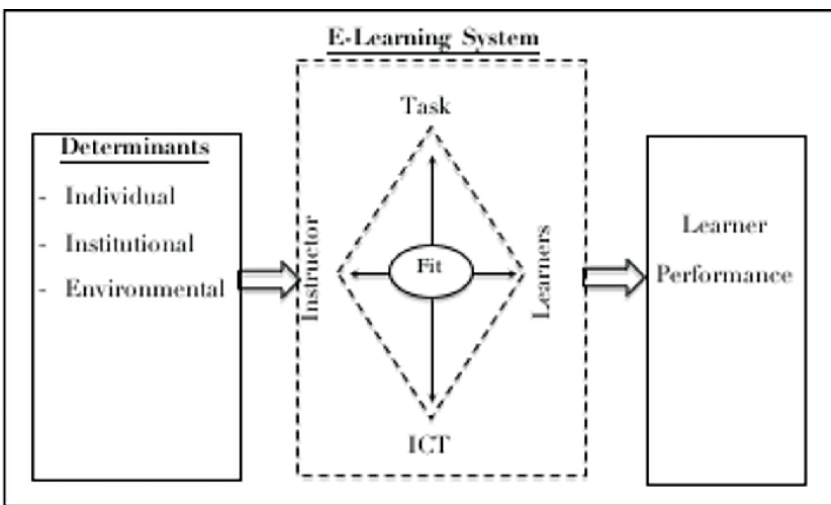 E-Learning System
Determinants
- Individual
- Institutional
- Environmental
Task
Instructor
Fit
Learners
ICT
Learner
Performance